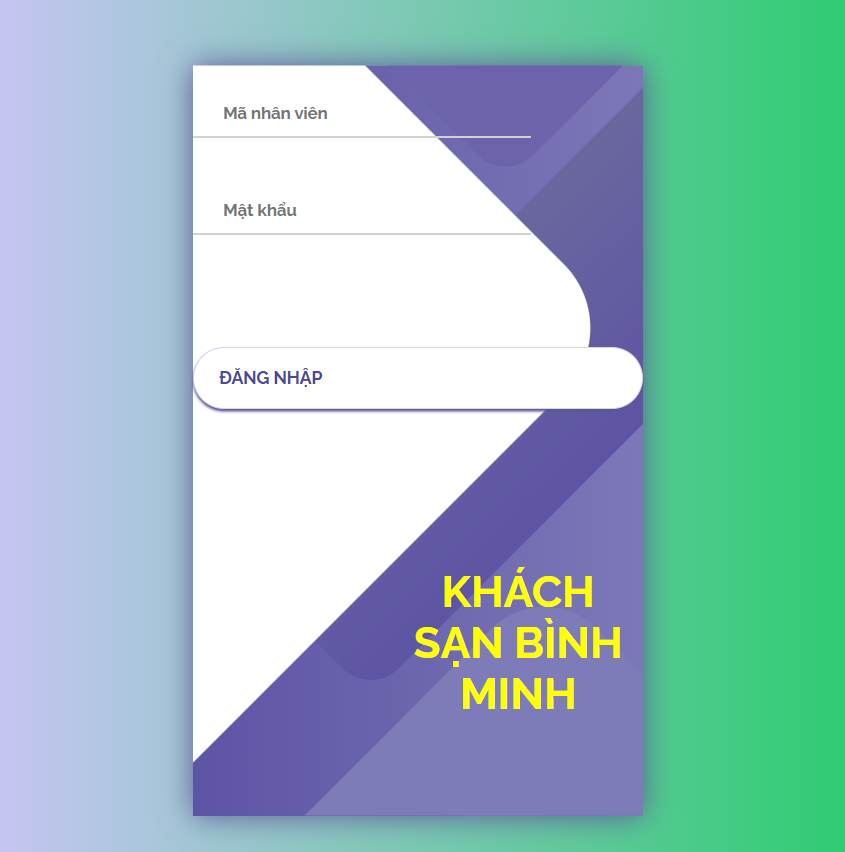 Mã nhân viên
Mật khẩu
ĐĂNG NHẬP
KHÁCH
SẠN BÌNH
MINH